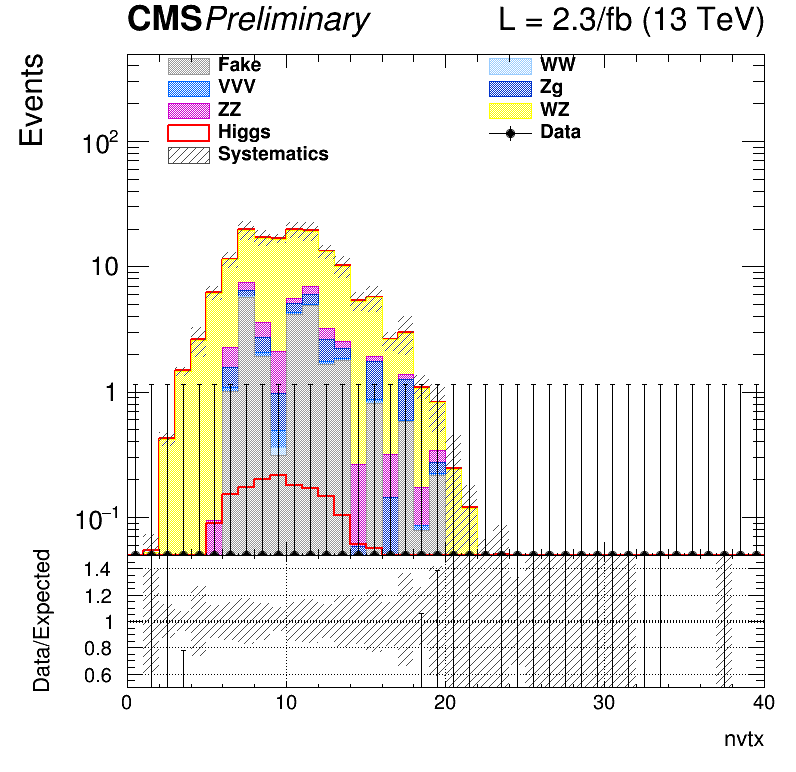 CMS Preliminary L = 2.3/fb (13 TeV)
Events
Fake WW
VVV Zg
ZZ WZ
Higgs Data
Systematics
10²
10
1
10⁻¹
Data/Expected
1.4
1.2
1
0.8
0.6
0 10 20 30 40
nvtx